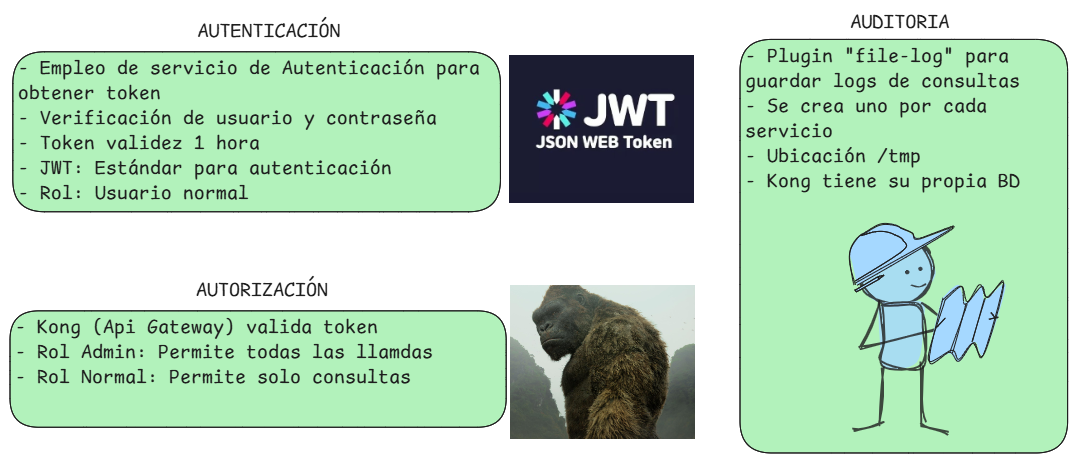 AUTENTICACIÓN
- Empleo de servicio de Autenticación para
obtener token
- Verificación de usuario y contraseña
- Token validez 1 hora
- JWT: Estándar para autenticación
- Rol: Usuario normal
JWT
JSON WEB Token
AUTORIZACIÓN
- Kong (Api Gateway) valida token
- Rol Admin: Permite todas las llamdas
- Rol Normal: Permite solo consultas
AUDITORIA
- Plugin "file-log" para
guardar logs de consultas
- Se crea uno por cada
servicio
- Ubicación /tmp
- Kong tiene su propia BD